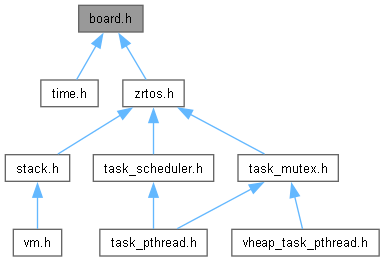 board.h
time.h
zrtos.h
stack.h
task_scheduler.h
task_mutex.h
vm.h
task_pthread.h
vheap_task_pthread.h